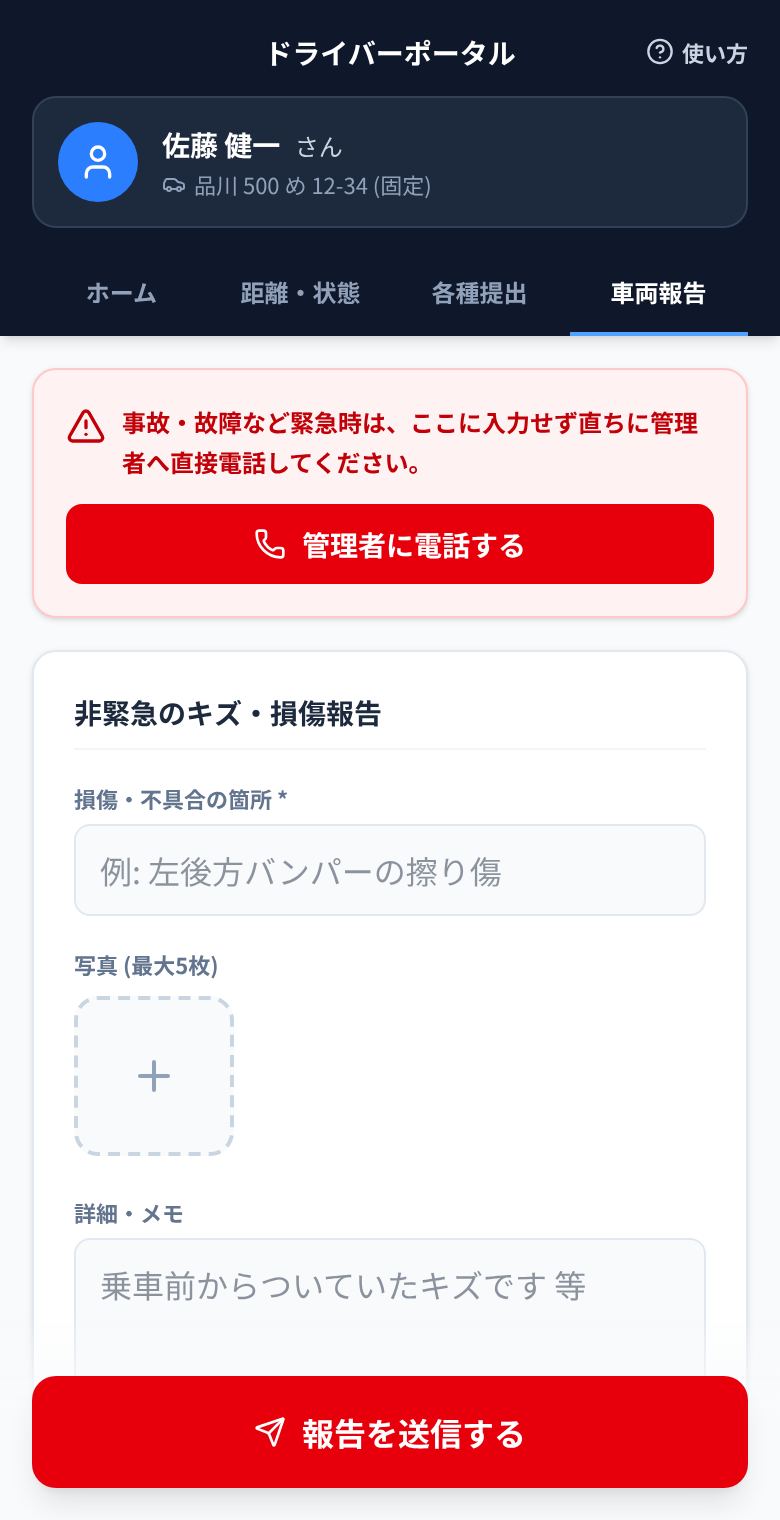 ドライバーポータル
使い方
佐藤 健一 さん
品川 500 め 12-34 (固定)
ホーム
距離・状態
各種提出
車両報告
事故・故障など緊急時は、ここに入力せず直ちに管理
者へ直接電話してください。
管理者に電話する
非緊急のキズ・損傷報告
損傷・不具合の箇所 *
例: 左後方バンパーの擦り傷
写真 (最大5枚)
詳細・メモ
乗車前からついていたキズです 等
報告を送信する